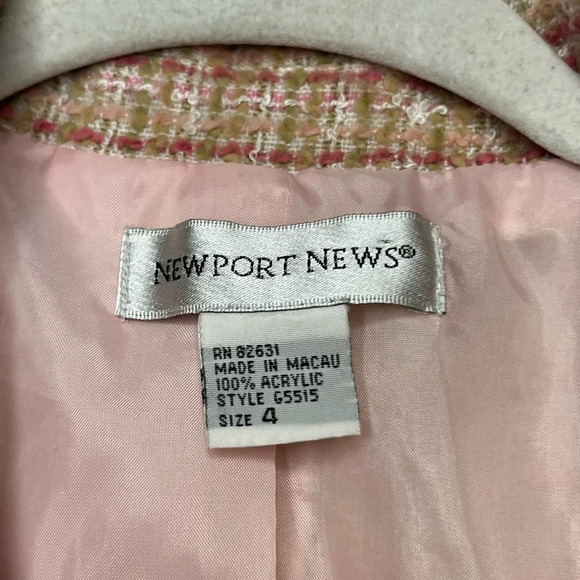 NEWPORT NEWS®
RN 82631
MADE IN MACAU
100% ACRYLIC
STYLE G5515
SIZE 4